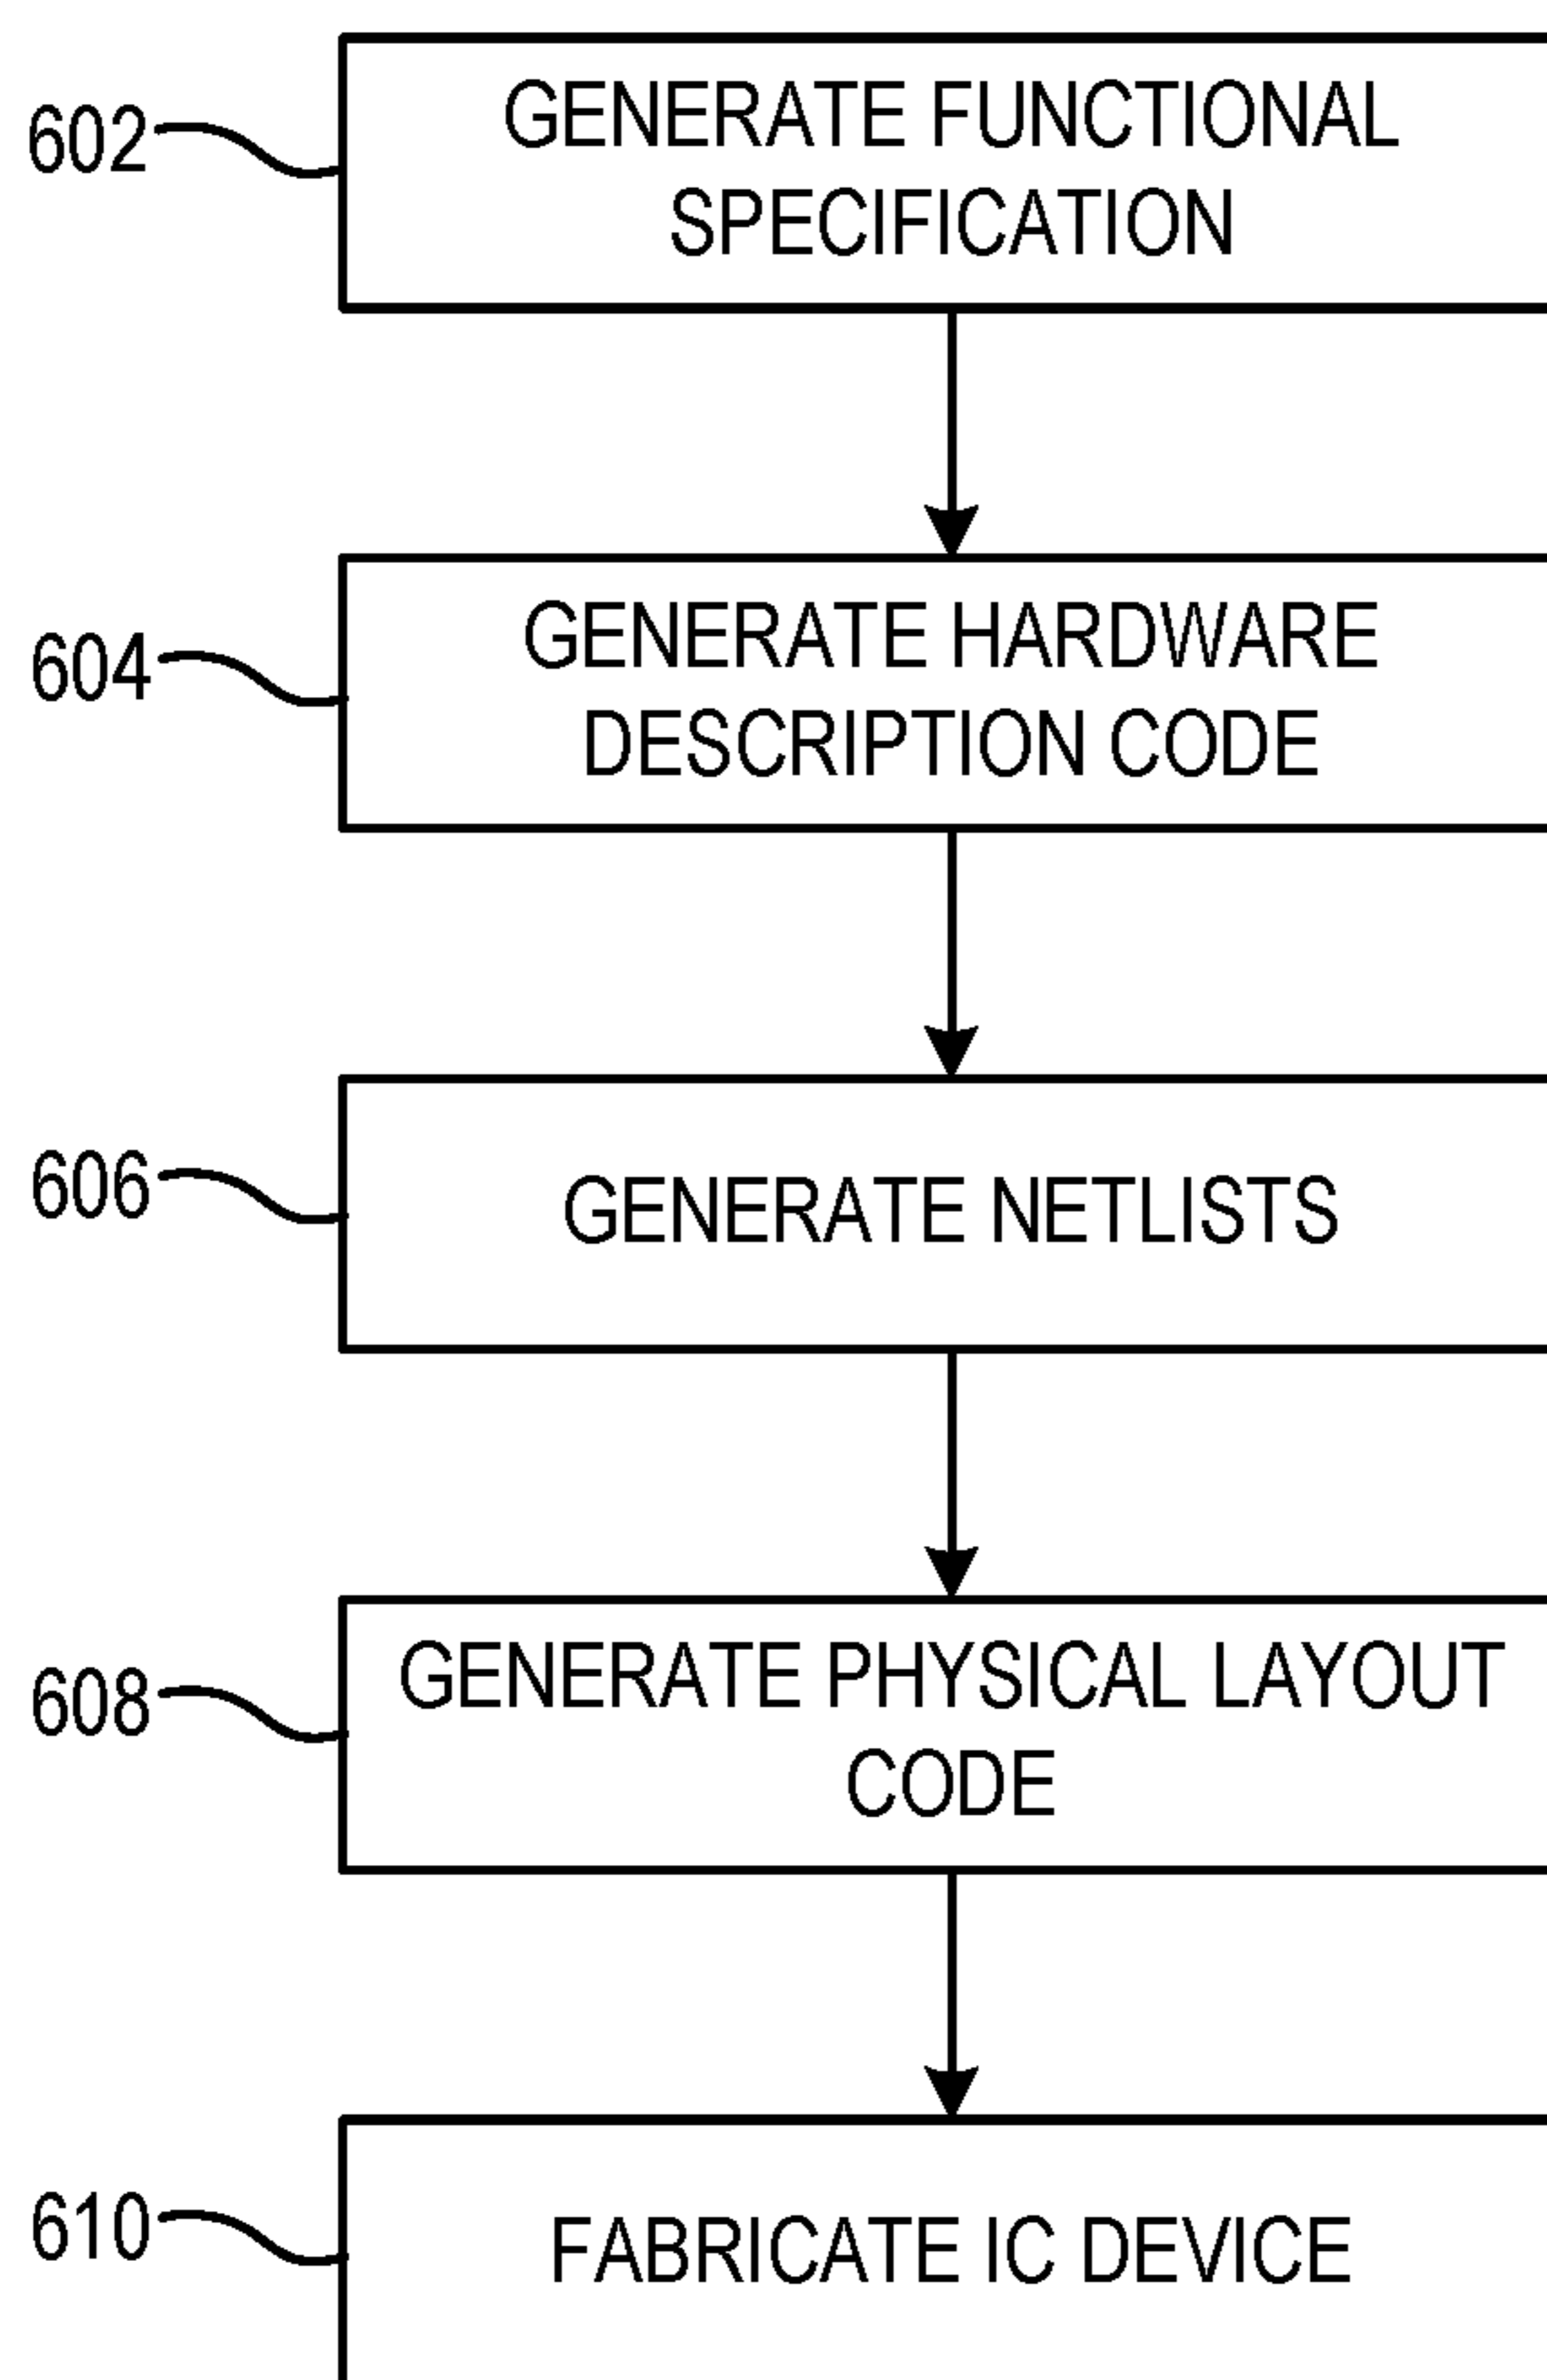 602
GENERATE FUNCTIONAL
SPECIFICATION
604
GENERATE HARDWARE
DESCRIPTION CODE
606
GENERATE NETLISTS
608
GENERATE PHYSICAL LAYOUT
CODE
610
FABRICATE IC DEVICE